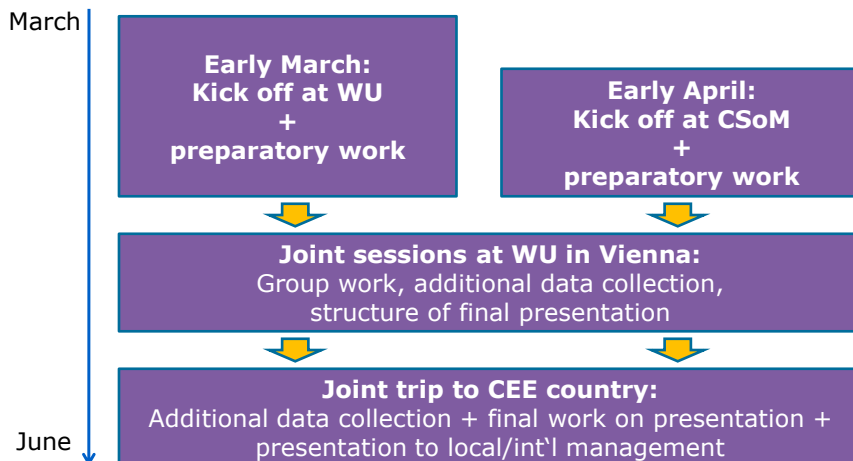 March
Early March:
Kick off at WU
+
preparatory work
Early April:
Kick off at CSoM
+
preparatory work
Joint sessions at WU in Vienna:
Group work, additional data collection,
structure of final presentation
Joint trip to CEE country:
Additional data collection + final work on presentation +
presentation to local/int‘l management
June